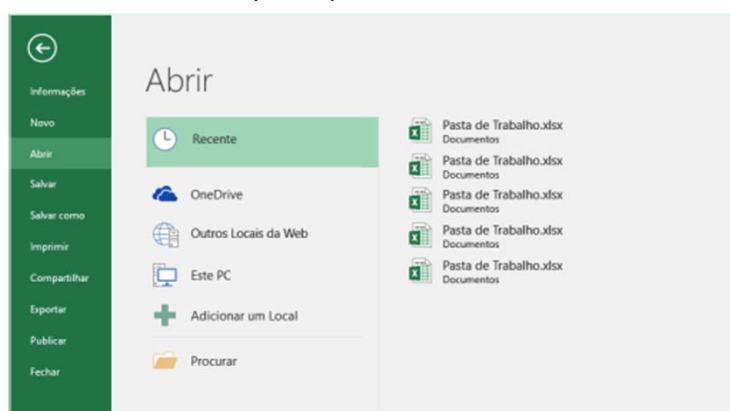 Informações
Novo
Abrir
Salvar
Salvar como
Imprimir
Compartilhar
Exportar
Publicar
Fechar
Abrir
Recente
OneDrive
Outros Locais da Web
Este PC
Adicionar um Local
Procurar
Pasta de Trabalho.xlsx
Documentos
Pasta de Trabalho.xlsx
Documentos
Pasta de Trabalho.xlsx
Documentos
Pasta de Trabalho.xlsx
Documentos
Pasta de Trabalho.xlsx
Documentos